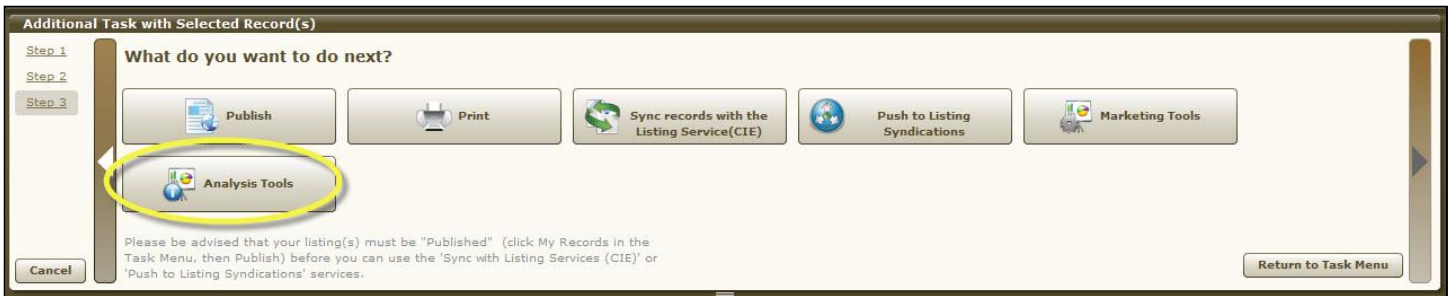 Additional Task with Selected Record(s)
Step 1
Step 2
Step 3
What do you want to do next?
Publish
Print
Sync records with the
Listing Service(CIE)
Push to Listing
Syndications
Marketing Tools
Analysis Tools
Please be advised that your listing(s) must be "Published" (click My Records in the
Task Menu, then Publish) before you can use the 'Sync with Listing Services (CIE)' or
'Push to Listing Syndications' services.
Cancel
Return to Task Menu